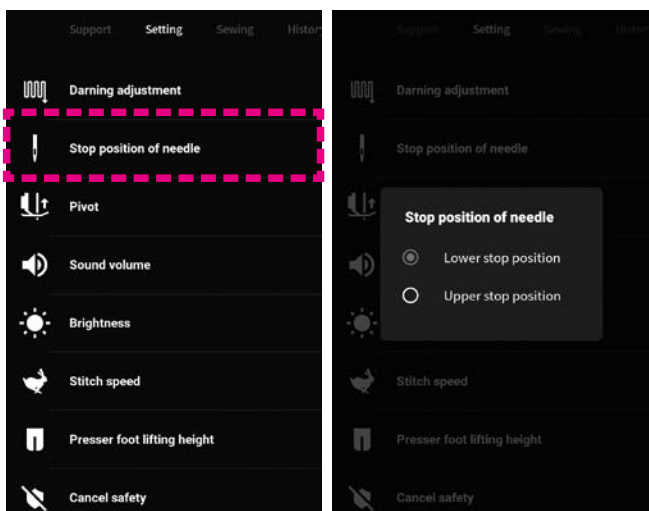 Support Setting Sewing History
Darning adjustment
Stop position of needle
Pivot
Sound volume
Brightness
Stitch speed
Presser foot lifting height
Cancel safety
Support Setting Sewing
Darning adjustment
Stop position of needle
Stop position of needle
Lower stop position
Upper stop position
Stitch speed
Presser foot lifting height
Cancel safety